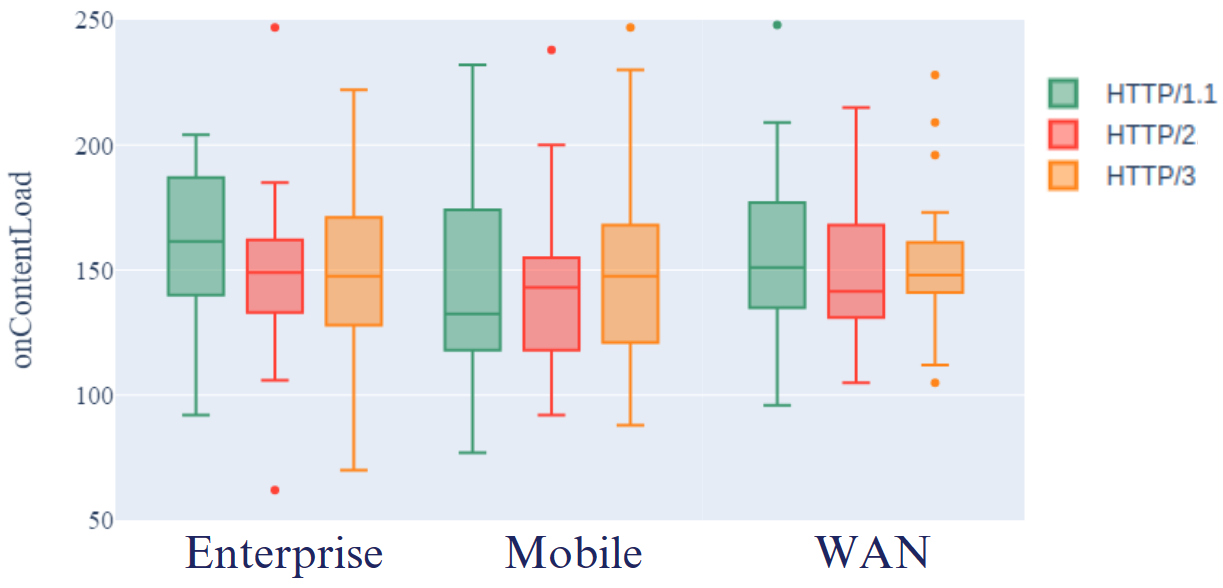 250
200
150
100
50
onContentLoad
Enterprise
Mobile
WAN
HTTP/1.1
HTTP/2
HTTP/3